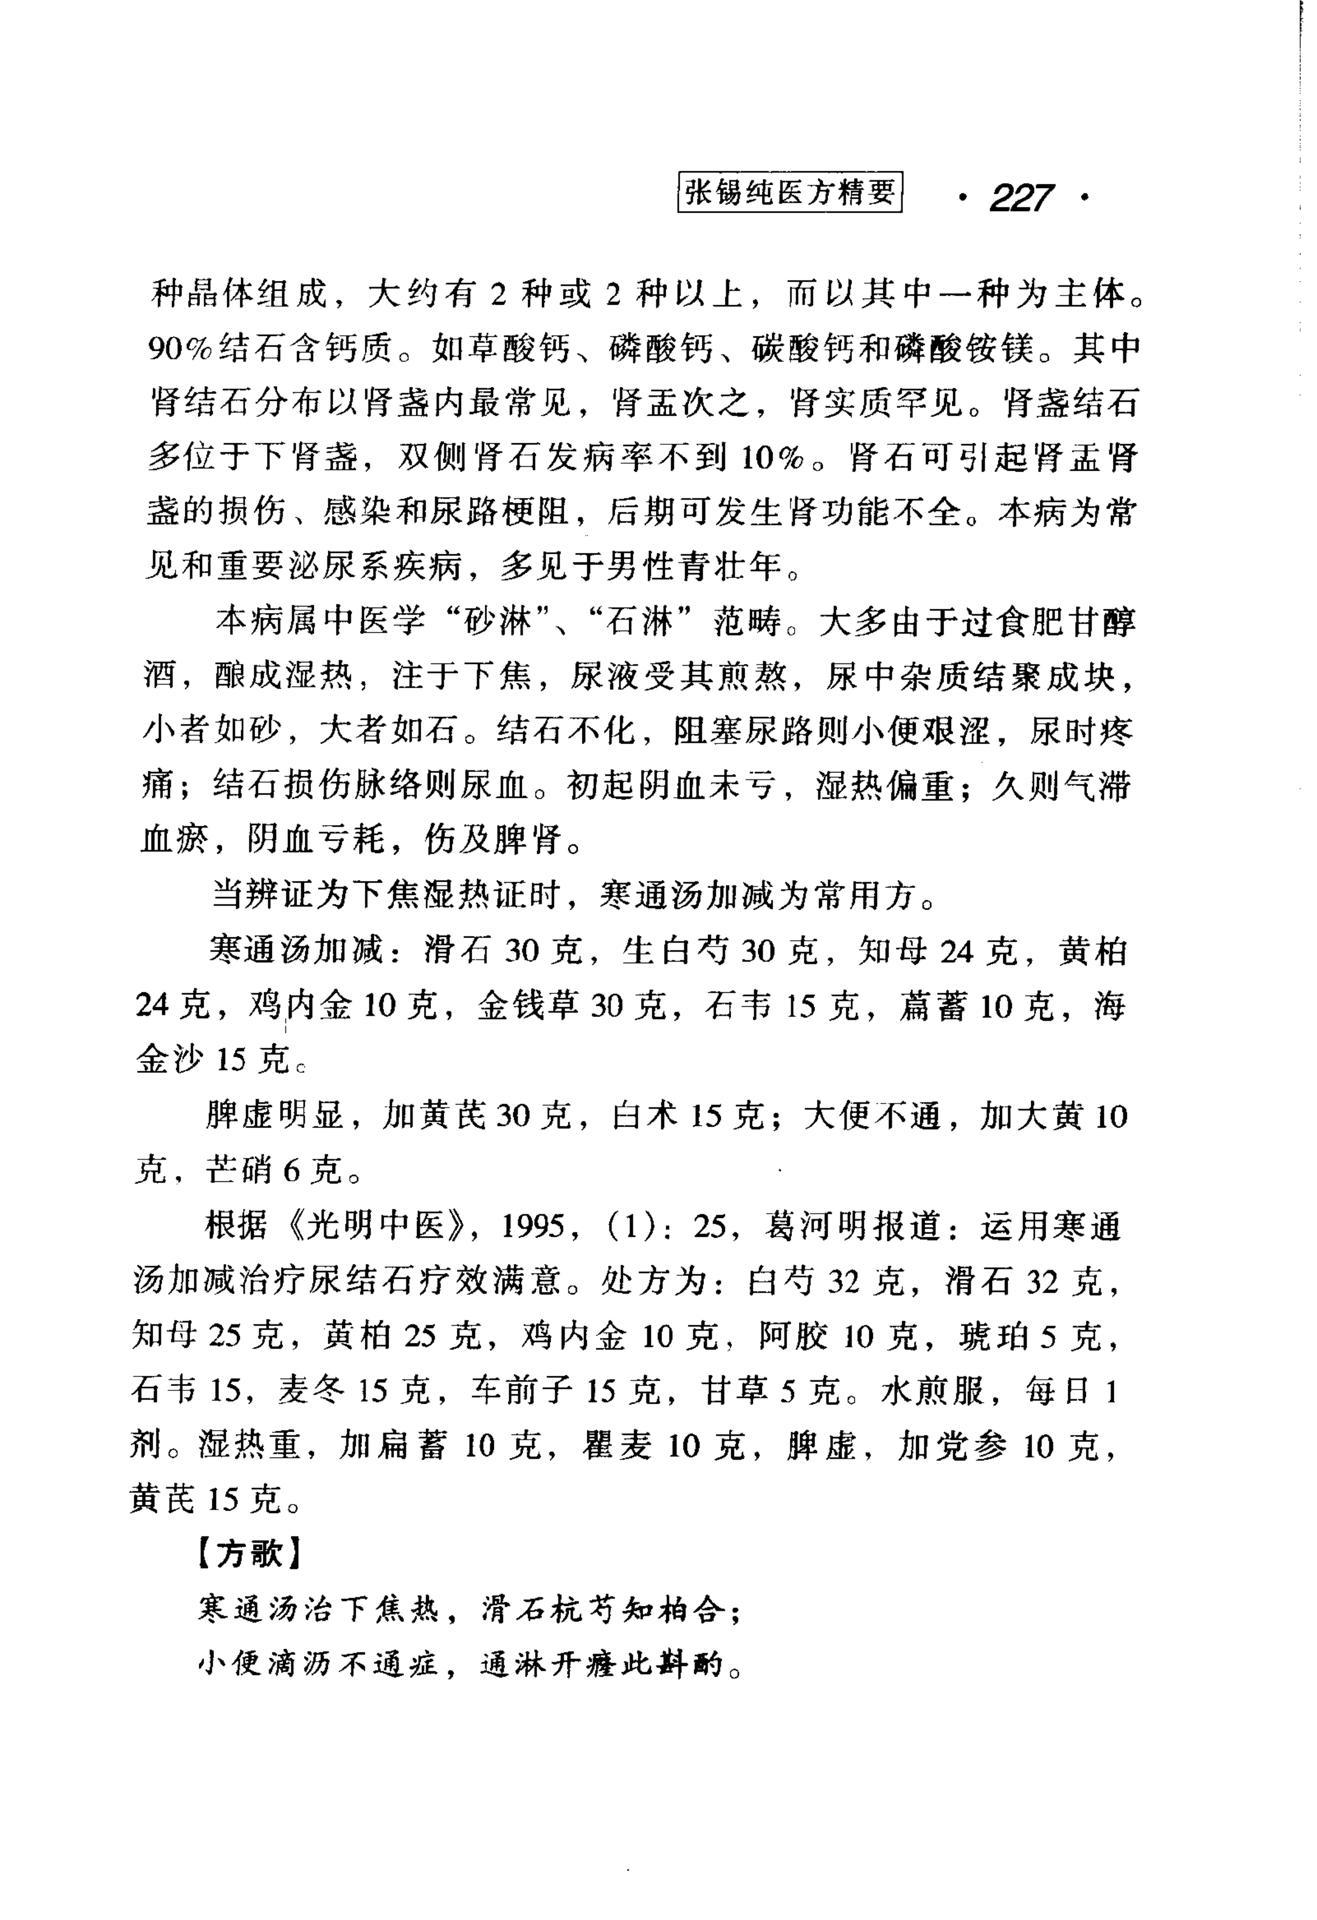 张锡纯医方精要 · 227 ·
种晶体组成，大约有 2 种或 2 种以上，而以其中一种为主体。
90%结石含钙质。如草酸钙、磷酸钙、碳酸钙和磷酸铵镁。其中
肾结石分布以肾盏内最常见，肾盂次之，肾实质罕见。肾盏结石
多位于下肾盏，双侧肾石发病率不到 10%。肾石可引起肾盂肾
盏的损伤、感染和尿路梗阻，后期可发生肾功能不全。本病为常
见和重要泌尿系疾病，多见于男性青壮年。
本病属中医学“砂淋”、“石淋”范畴。大多由于过食肥甘醇
酒，酿成湿热，注于下焦，尿液受其煎熬，尿中杂质结聚成块，
小者如砂，大者如石。结石不化，阻塞尿路则小便艰涩，尿时疼
痛；结石损伤脉络则尿血。初起阴血未亏，湿热偏重；久则气滞
血瘀，阴血亏耗，伤及脾肾。
当辨证为下焦湿热证时，寒通汤加减为常用方。
寒通汤加减：滑石 30 克，生白芍 30 克，知母 24 克，黄柏
24 克，鸡内金 10 克，金钱草 30 克，石韦 15 克，萹蓄 10 克，海
金沙 15 克。
脾虚明显，加黄芪 30 克，白术 15 克；大便不通，加大黄 10
克，芒硝 6 克。
根据《光明中医》，1995，(1)：25，葛河明报道：运用寒通
汤加减治疗尿结石疗效满意。处方为：白芍 32 克，滑石 32 克，
知母 25 克，黄柏 25 克，鸡内金 10 克，阿胶 10 克，琥珀 5 克，
石韦 15，麦冬 15 克，车前子 15 克，甘草 5 克。水煎服，每日 1
剂。湿热重，加扁蓄 10 克，瞿麦 10 克，脾虚，加党参 10 克，
黄芪 15 克。
【方歌】
寒通汤治下焦热，滑石杭芍知柏合；
小便滴沥不通症，通淋开癃此斟酌。